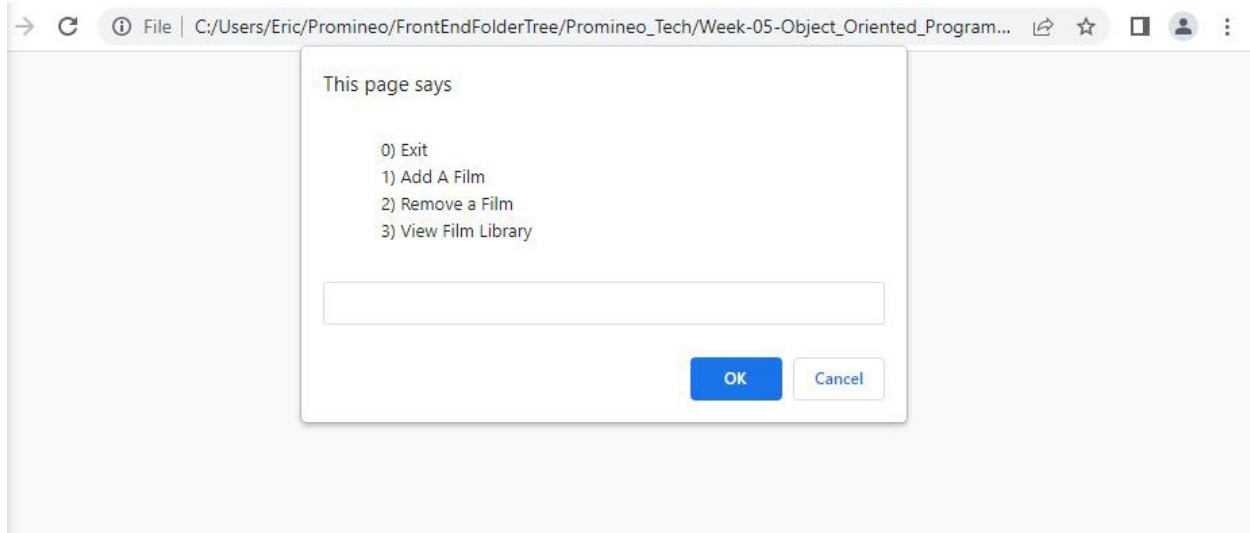 File | C:/Users/Eric/Promineo/FrontEndFolderTree/Promineo_Tech/Week-05-Object_Oriented_Program...
This page says
0) Exit
1) Add A Film
2) Remove a Film
3) View Film Library
OK Cancel